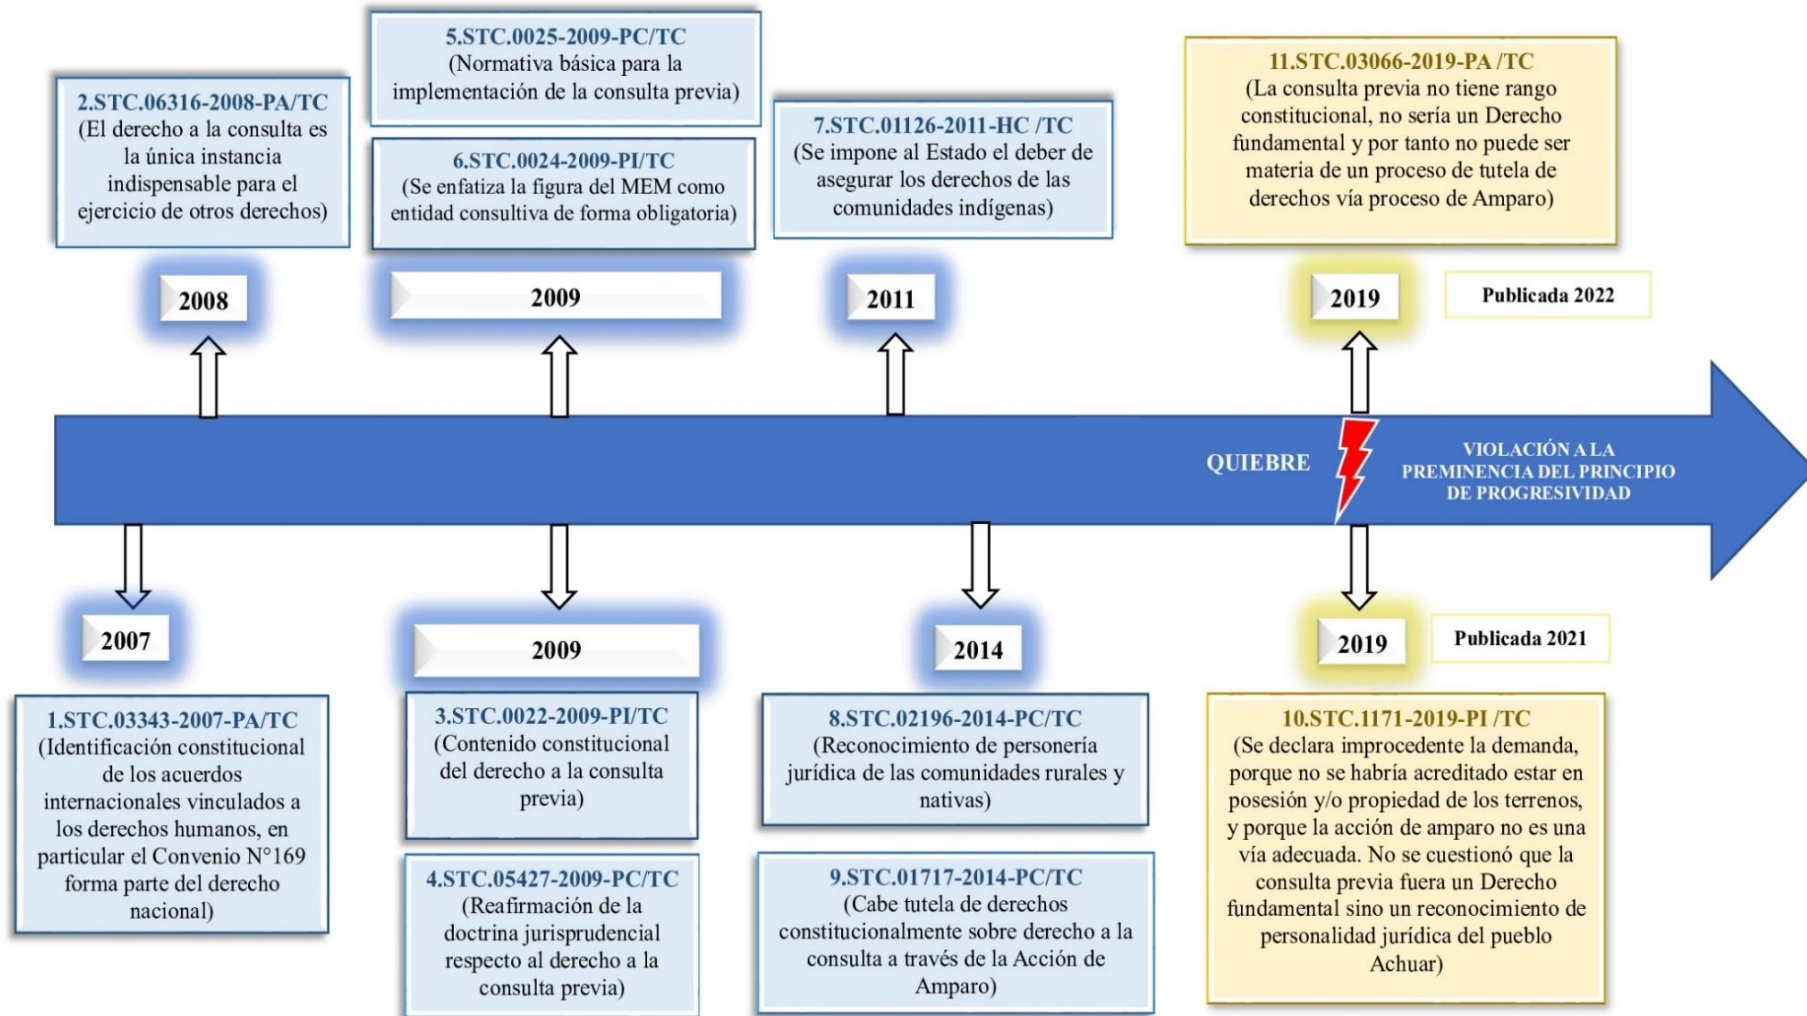 5.STC.0025-2009-PC/TC
(Normativa básica para la
implementación de la consulta previa)
2.STC.06316-2008-PA/TC
(El derecho a la consulta es
la única instancia
indispensable para el
ejercicio de otros derechos)
6.STC.0024-2009-PI/TC
(Se enfatiza la figura del MEM como
entidad consultiva de forma obligatoria)
7.STC.01126-2011-HC /TC
(Se impone al Estado el deber de
asegurar los derechos de las
comunidades indígenas)
11.STC.03066-2019-PA /TC
(La consulta previa no tiene rango
constitucional, no sería un Derecho
fundamental y por tanto no puede ser
materia de un proceso de tutela de
derechos vía proceso de Amparo)
2008
2009
2011
2019
Publicada 2022
QUIEBRE
VIOLACIÓN A LA
PREMINENCIA DEL PRINCIPIO
DE PROGRESIVIDAD
2007
2009
2014
2019
Publicada 2021
1.STC.03343-2007-PA/TC
(Identificación constitucional
de los acuerdos
internacionales vinculados a
los derechos humanos, en
particular el Convenio N°169
forma parte del derecho
nacional)
3.STC.0022-2009-PI/TC
(Contenido constitucional
del derecho a la consulta
previa)
4.STC.05427-2009-PC/TC
(Reafirmación de la
doctrina jurisprudencial
respecto al derecho a la
consulta previa)
8.STC.02196-2014-PC/TC
(Reconocimiento de personería
jurídica de las comunidades rurales y
nativas)
9.STC.01717-2014-PC/TC
(Cabe tutela de derechos
constitucionalmente sobre derecho a la
consulta a través de la Acción de
Amparo)
10.STC.1171-2019-PI /TC
(Se declara improcedente la demanda,
porque no se habría acreditado estar en
posesión y/o propiedad de los terrenos,
y porque la acción de amparo no es una
vía adecuada. No se cuestionó que la
consulta previa fuera un Derecho
fundamental sino un reconocimiento de
personalidad jurídica del pueblo
Achuar)